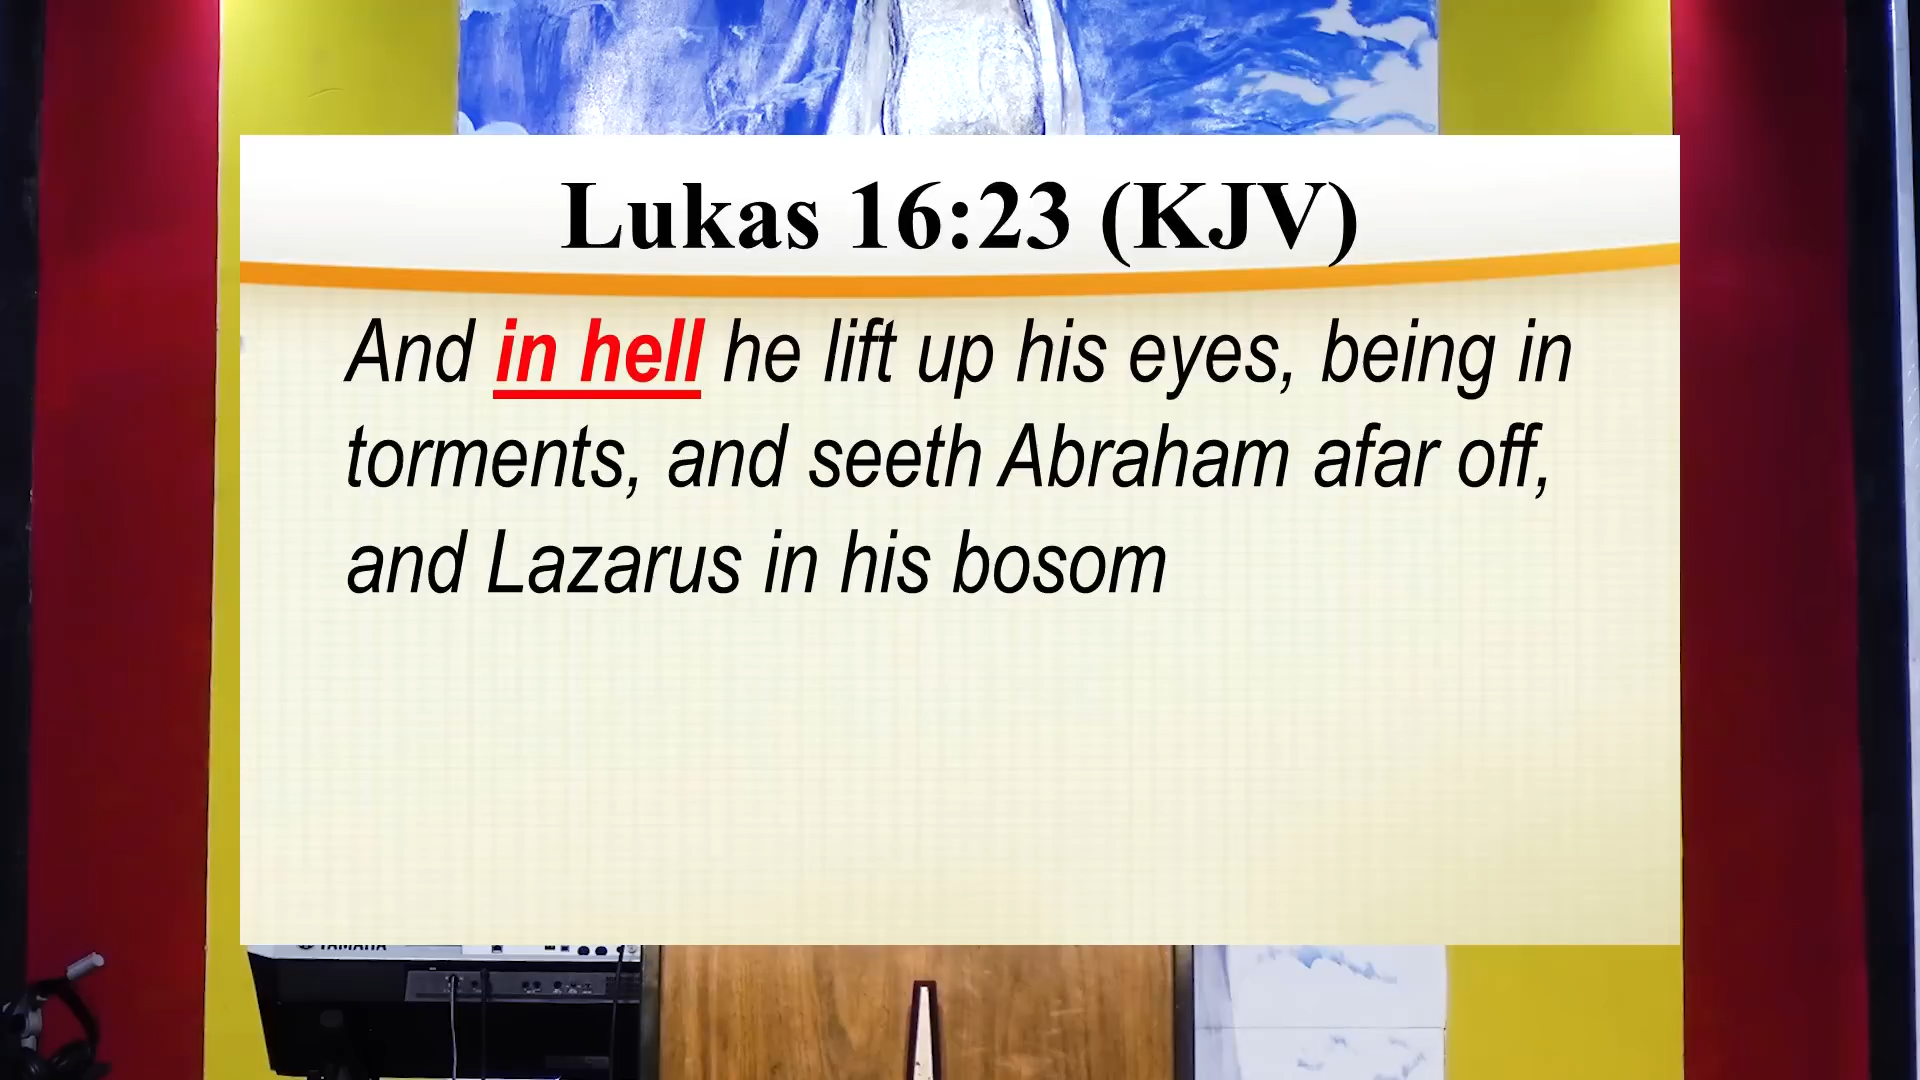 Lukas 16:23 (KJV)
And in hell he lift up his eyes, being in
torments, and seeth Abraham afar off,
and Lazarus in his bosom
YAMAHA